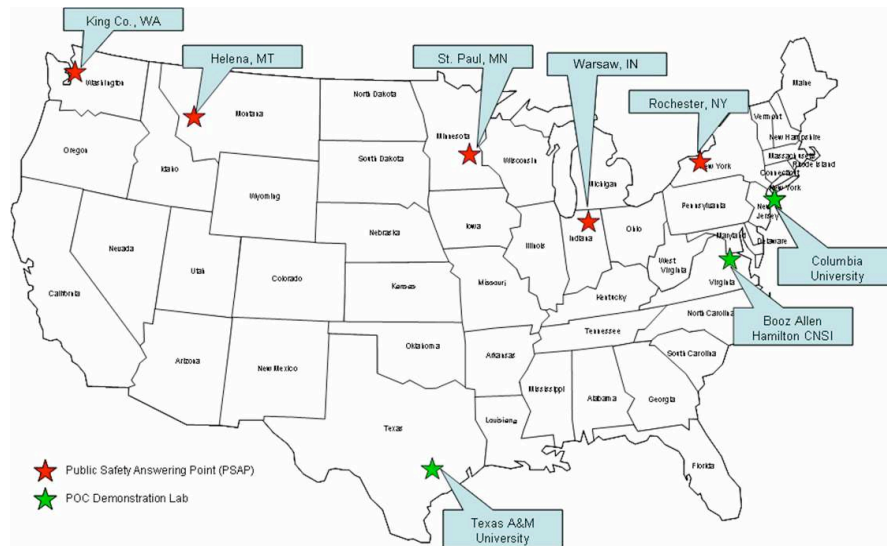 King Co., WA
Helena, MT
St. Paul, MN
Warsaw, IN
Rochester, NY
Washington
Montana
North Dakota
Minnesota
Maine
Vermont
New Hampshire
Massachusetts
Rhode Island
Connecticut
New York
New York
Oregon
Idaho
South Dakota
Wisconsin
Michigan
Wyoming
Iowa
Pennsylvania
New
Jersey
Nebraska
Illinois
Indiana
Ohio
Maryland
Delaware
Nevada
Utah
Colorado
Kansas
Missouri
West
Virginia
Virginia
Kentucky
California
Columbia
University
North Carolina
Tennessee
Booz Allen
Hamilton CNSI
Arizona
New Mexico
Oklahoma
Arkansas
South Carolina
Mississippi
Alabama
Georgia
Texas
Louisiana
Florida
Public Safety Answering Point (PSAP)
POC Demonstration Lab
Texas A&M
University